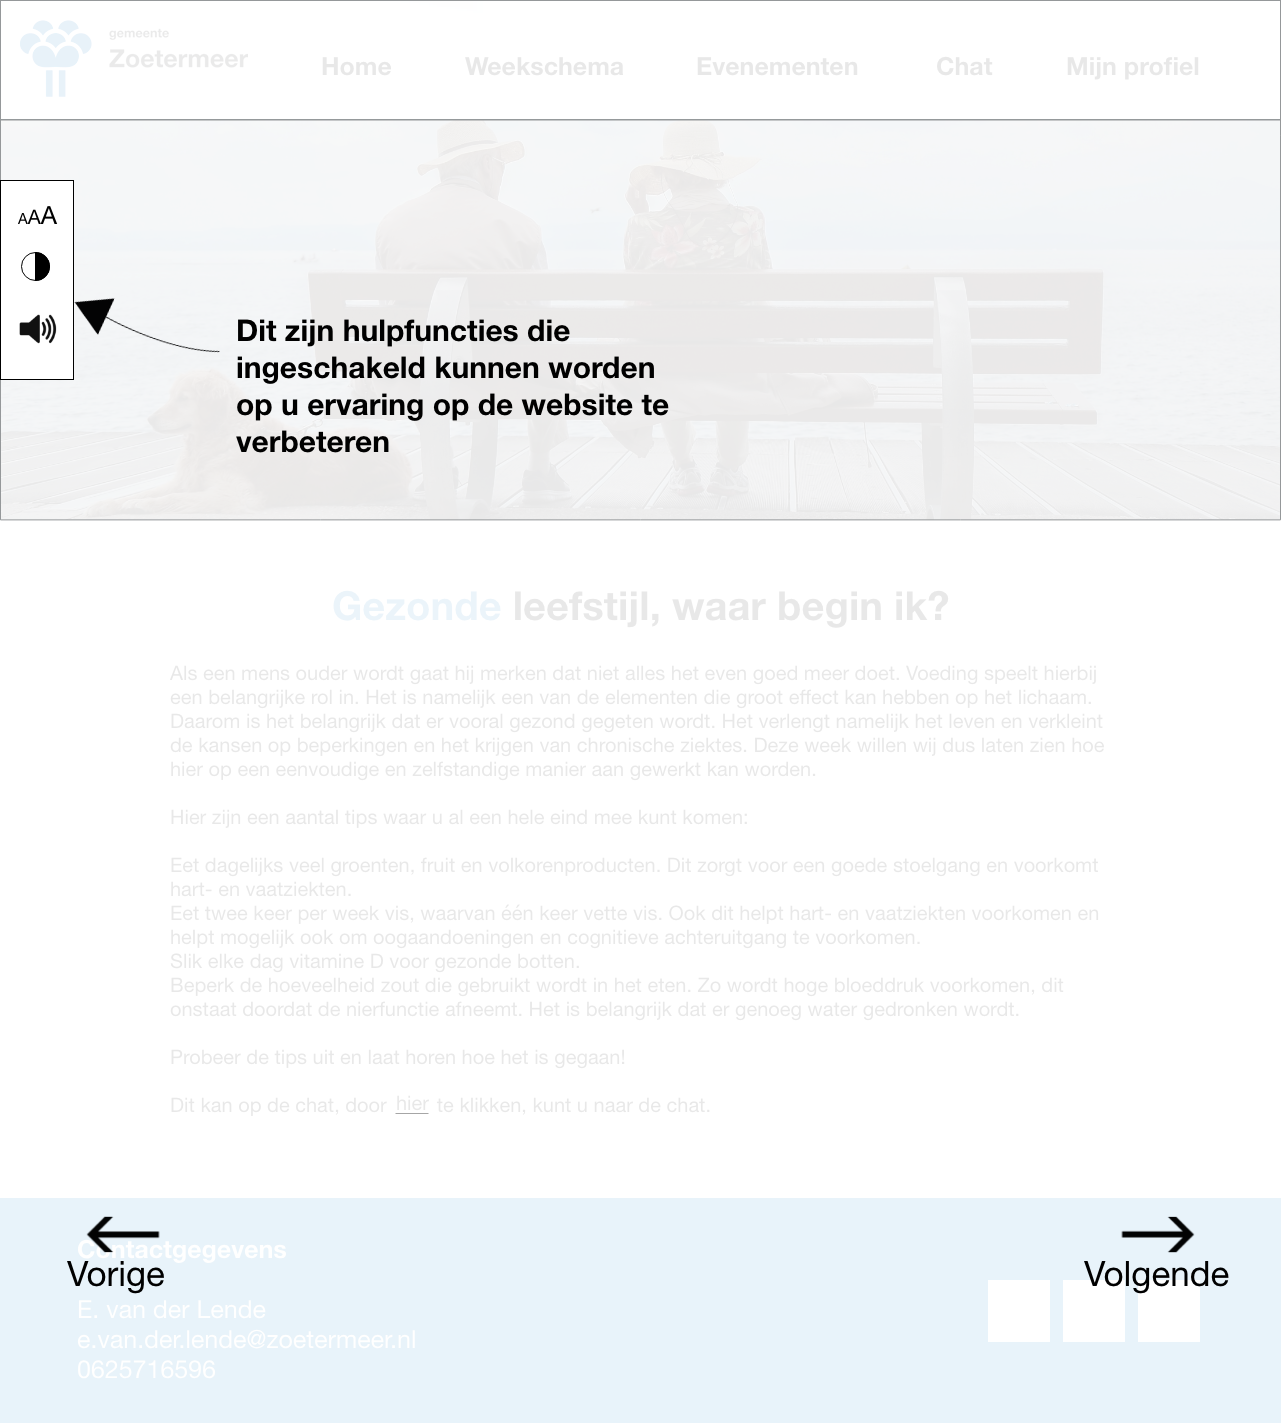 gemeente
Zoetermeer
Home Weekschema Evenementen Chat Mijn profiel
AAA
Dit zijn hulpfuncties die
ingeschakeld kunnen worden
op u ervaring op de website te
verbeteren
Gezonde leefstijl, waar begin ik?
Als een mens ouder wordt gaat hij merken dat niet alles het even goed meer doet. Voeding speelt hierbij
een belangrijke rol in. Het is namelijk een van de elementen die groot effect kan hebben op het lichaam.
Daarom is het belangrijk dat er vooral gezond gegeten wordt. Het verlengt namelijk het leven en verkleint
de kansen op beperkingen en het krijgen van chronische ziektes. Deze week willen wij dus laten zien hoe
hier op een eenvoudige en zelfstandige manier aan gewerkt kan worden.
Hier zijn een aantal tips waar u al een hele eind mee kunt komen:
Eet dagelijks veel groenten, fruit en volkorenproducten. Dit zorgt voor een goede stoelgang en voorkomt
hart- en vaatziekten.
Eet twee keer per week vis, waarvan één keer vette vis. Ook dit helpt hart- en vaatziekten voorkomen en
helpt mogelijk ook om oogaandoeningen en cognitieve achteruitgang te voorkomen.
Slik elke dag vitamine D voor gezonde botten.
Beperk de hoeveelheid zout die gebruikt wordt in het eten. Zo wordt hoge bloeddruk voorkomen, dit
onstaat doordat de nierfunctie afneemt. Het is belangrijk dat er genoeg water gedronken wordt.
Probeer de tips uit en laat horen hoe het is gegaan!
Dit kan op de chat, door hier te klikken, kunt u naar de chat.
Contactgegevens
Vorige
Volgende
E. van der Lende
e.van.der.lende@zoetermeer.nl
0625716596